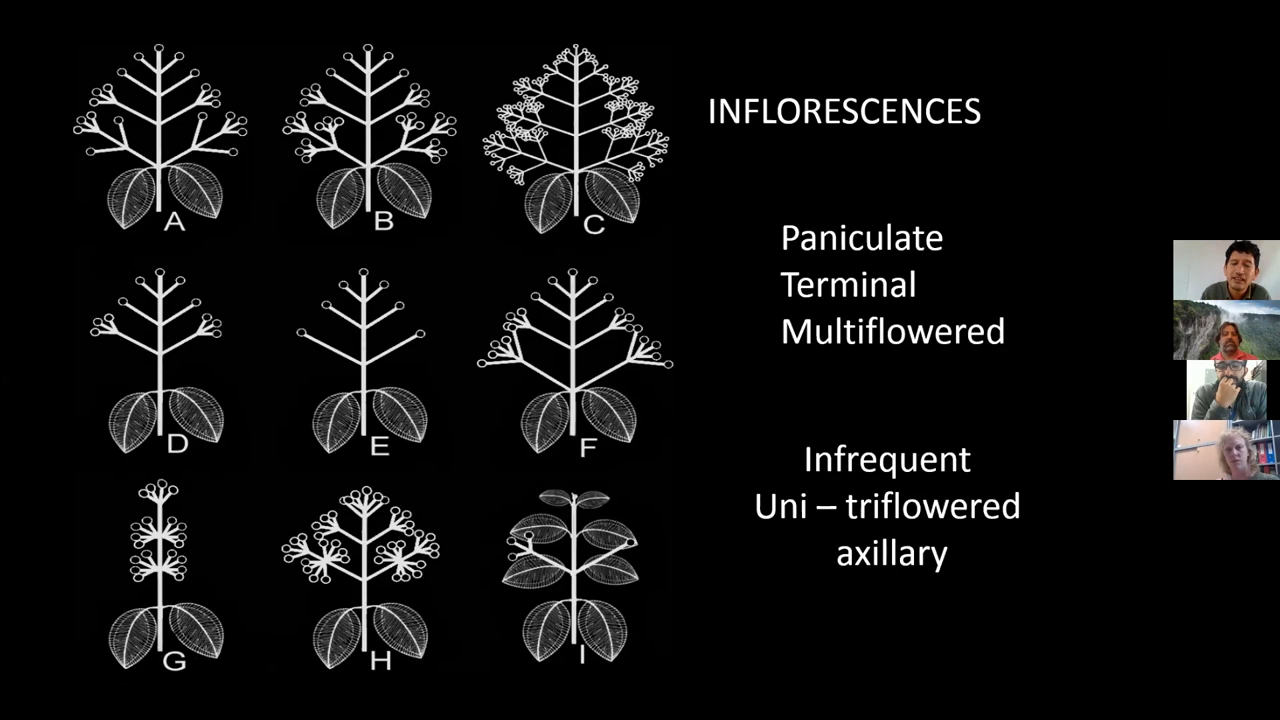 A
B
C
D
E
F
G
H
I
INFLORESCENCES
Paniculate
Terminal
Multiflowered
Infrequent
Uni – triflowered
axillary